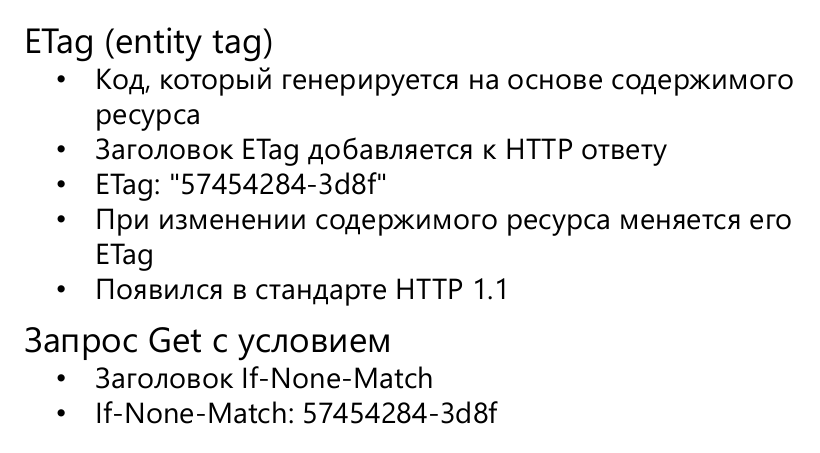 ETag (entity tag)
• Код, который генерируется на основе содержимого
ресурса
• Заголовок ETag добавляется к HTTP ответу
• ETag: "57454284-3d8f"
• При изменении содержимого ресурса меняется его
ETag
• Появился в стандарте HTTP 1.1
Запрос Get с условием
• Заголовок If-None-Match
• If-None-Match: 57454284-3d8f